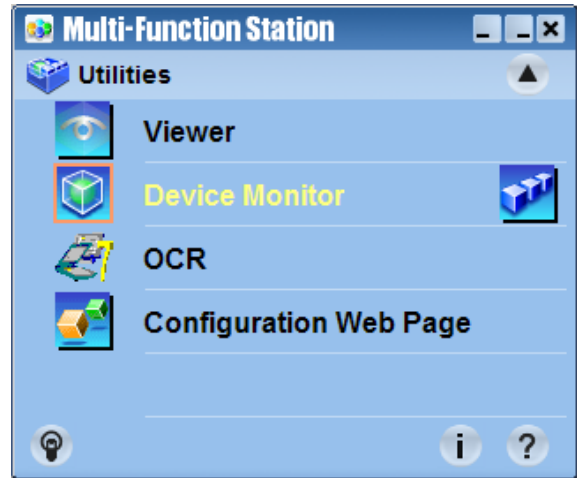 Multi-Function Station
Utilities
Viewer
Device Monitor
OCR
Configuration Web Page
i ?